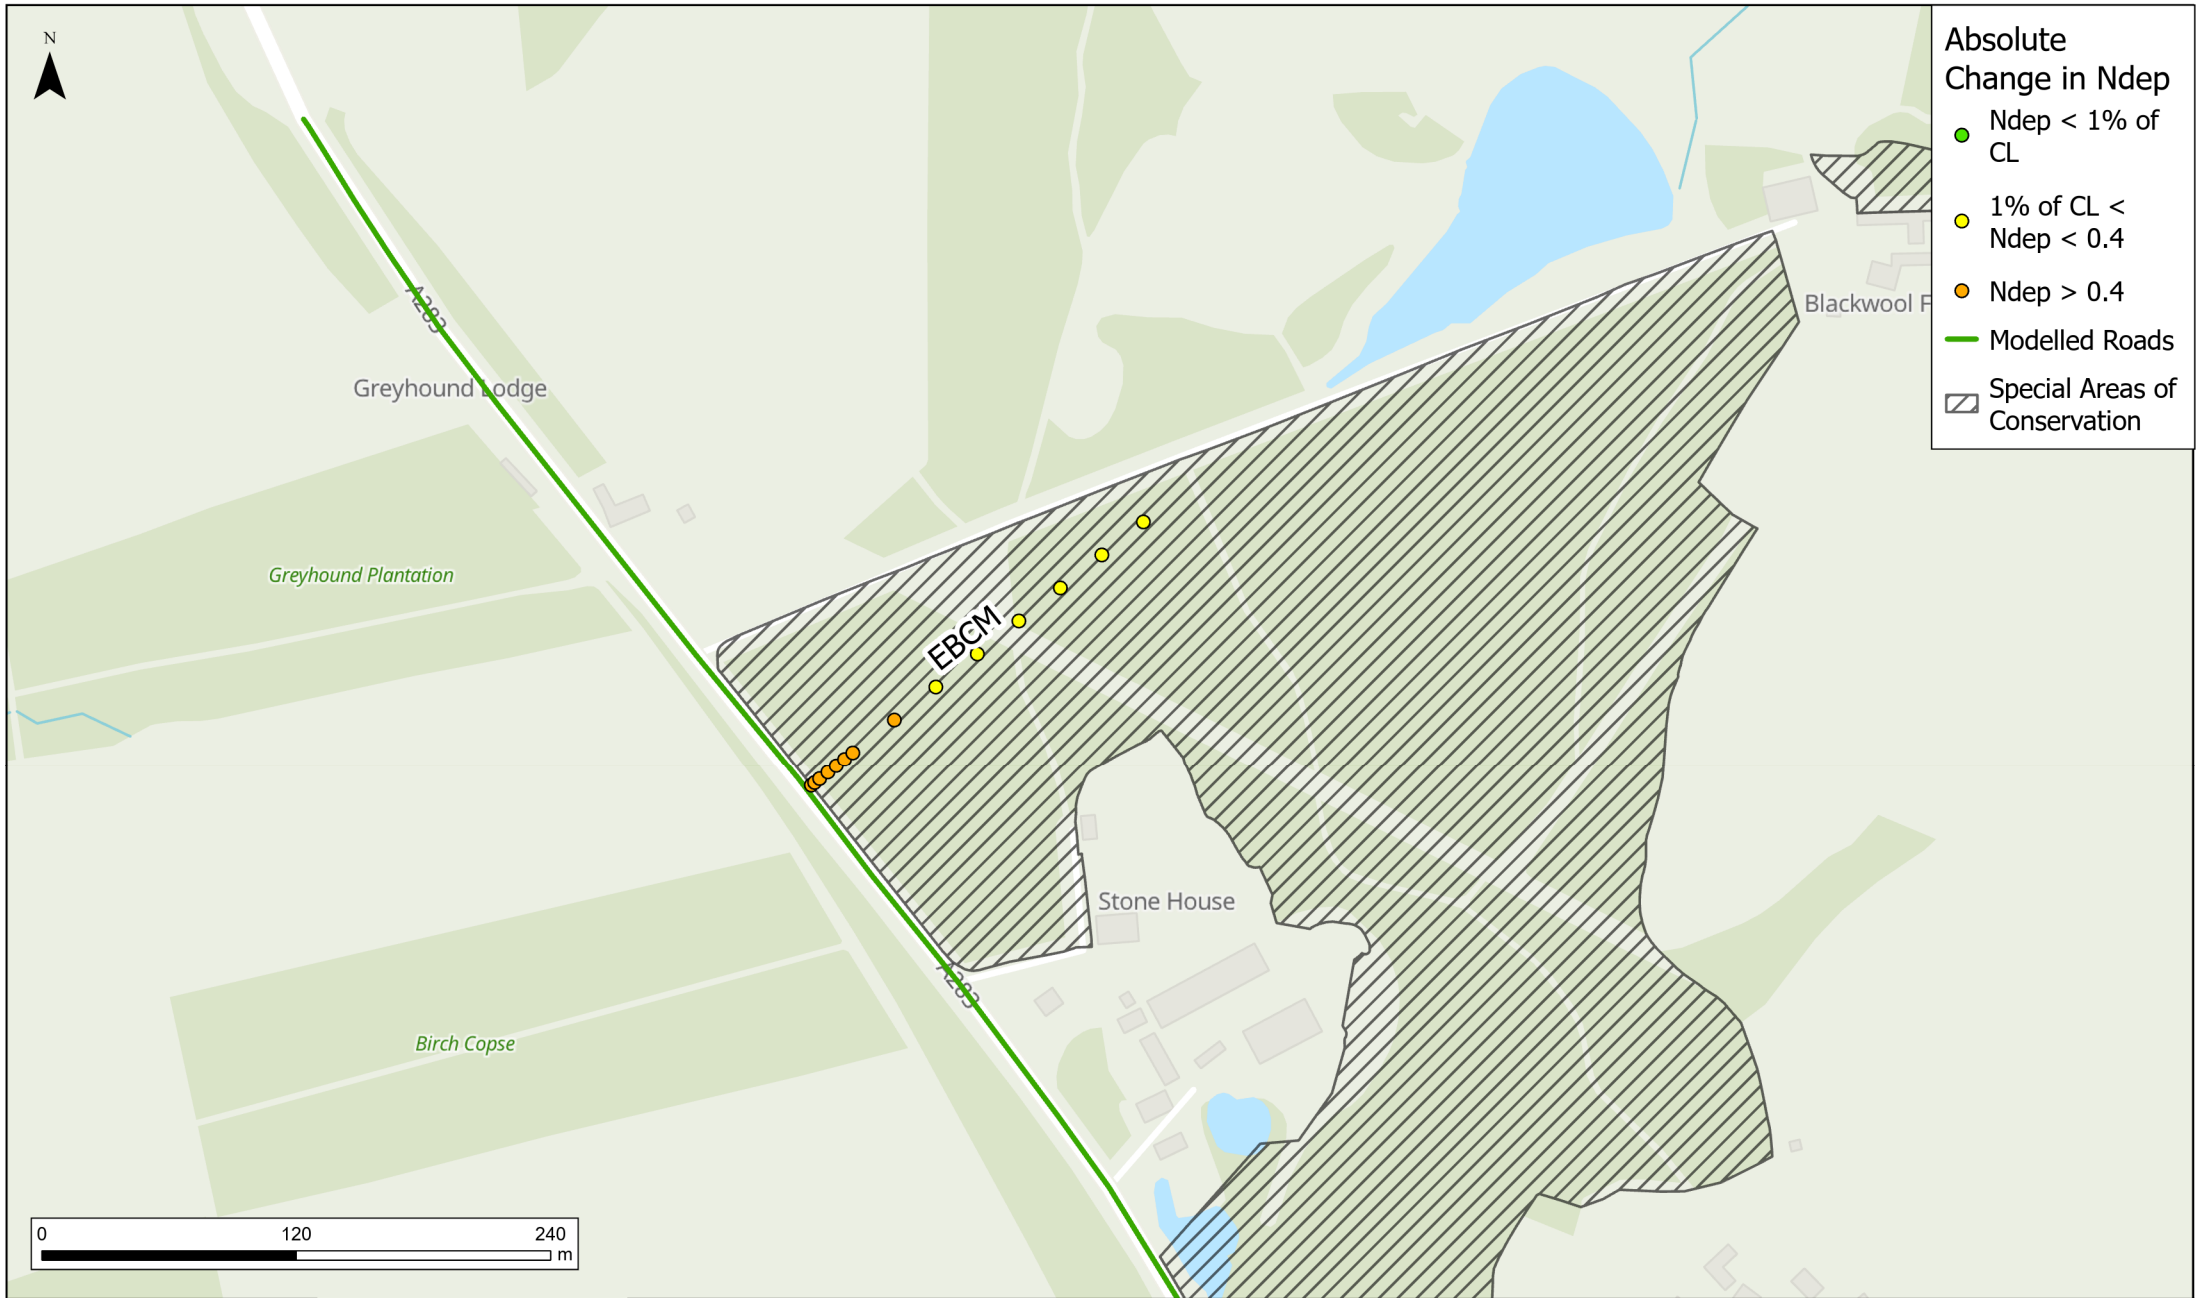 N
Absolute
Change in Ndep
Ndep < 1% of
CL
1% of CL <
Ndep < 0.4
Ndep > 0.4
Modelled Roads
Special Areas of
Conservation
A283
Blackwool F
Greyhound Lodge
Greyhound Plantation
EBCM
Stone House
A283
Birch Copse
0 120 240
m